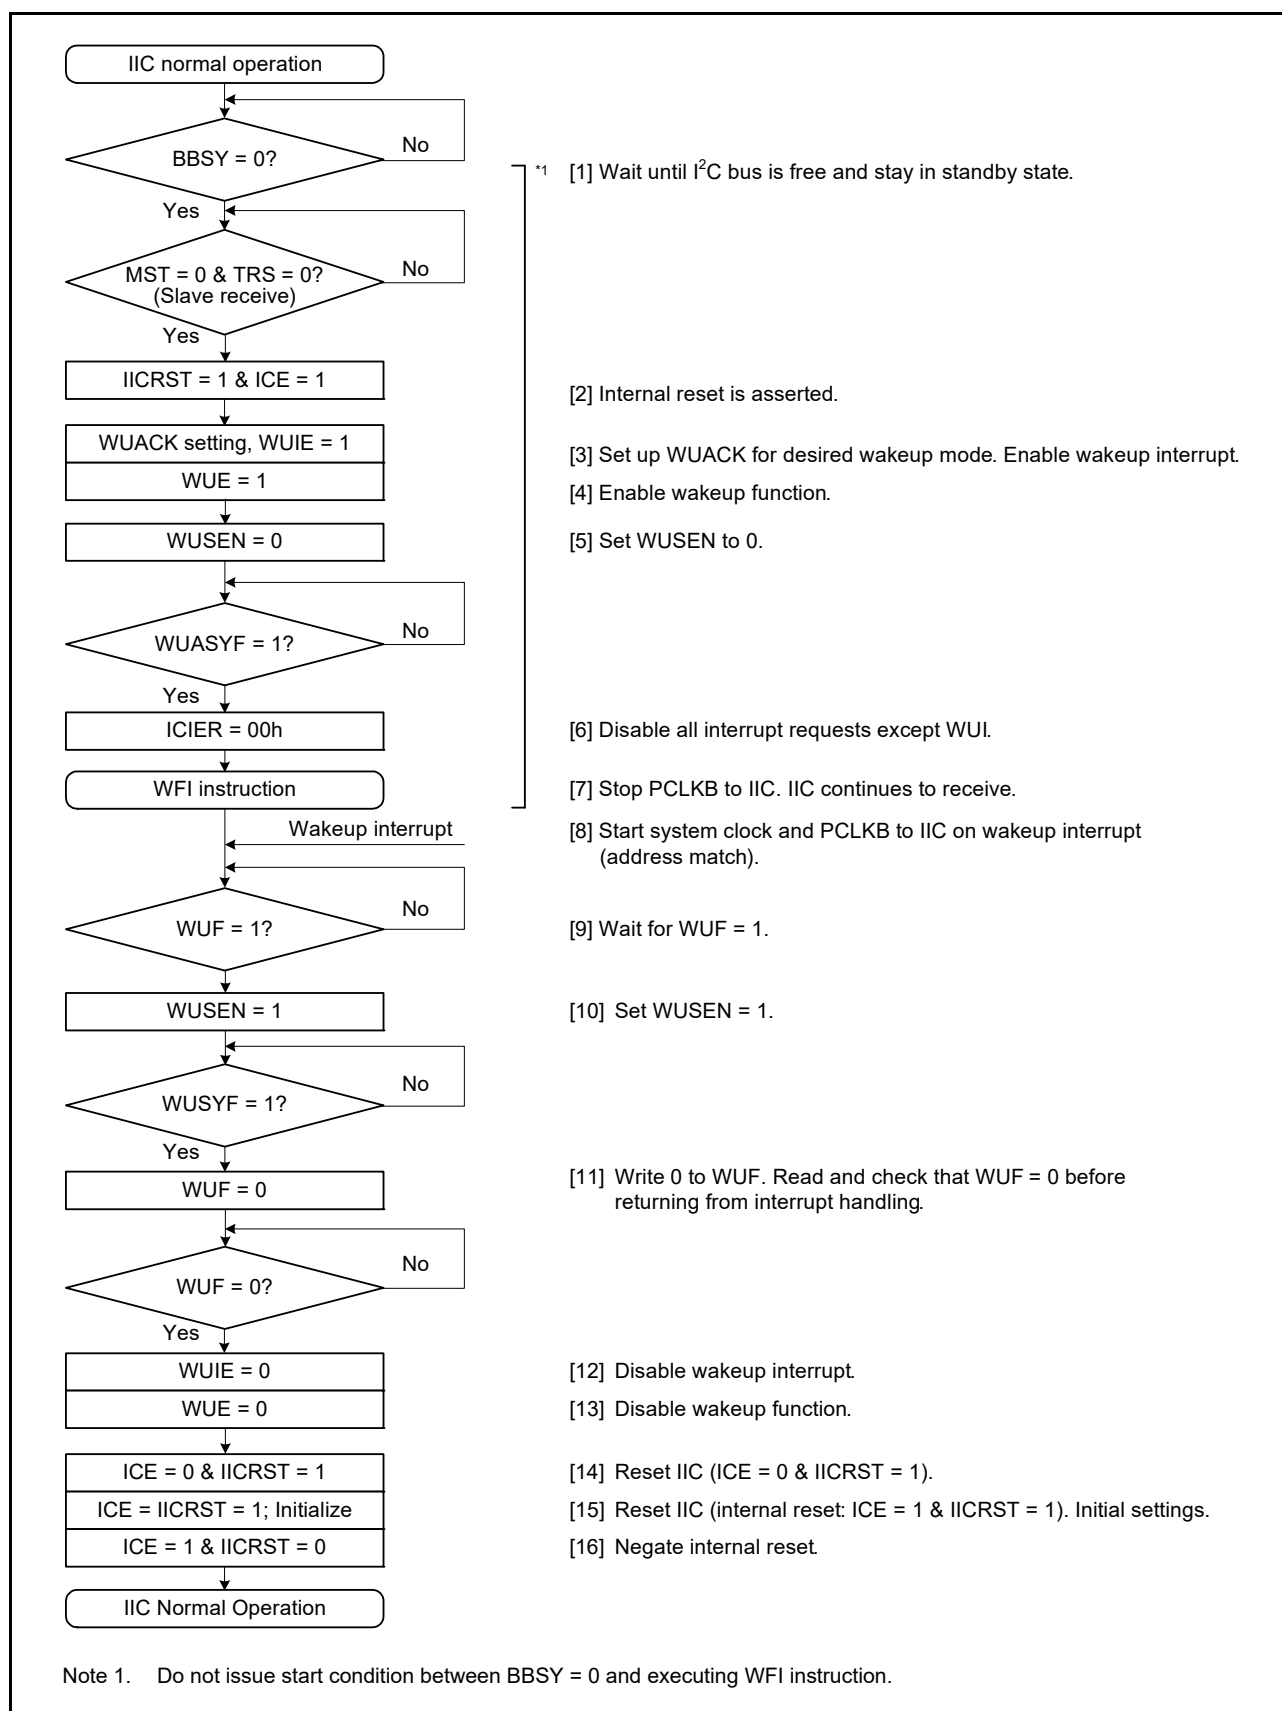 IIC normal operation
BBSY = 0?
No
*1 [1] Wait until I²C bus is free and stay in standby state.
Yes
MST = 0 & TRS = 0?
(Slave receive)
No
Yes
IICRST = 1 & ICE = 1
[2] Internal reset is asserted.
WUACK setting, WUIE = 1
[3] Set up WUACK for desired wakeup mode. Enable wakeup interrupt.
WUE = 1
[4] Enable wakeup function.
WUSEN = 0
[5] Set WUSEN to 0.
WUASYF = 1?
No
Yes
ICIER = 00h
[6] Disable all interrupt requests except WUI.
WFI instruction
[7] Stop PCLKB to IIC. IIC continues to receive.
Wakeup interrupt
[8] Start system clock and PCLKB to IIC on wakeup interrupt
(address match).
WUF = 1?
No
[9] Wait for WUF = 1.
WUSEN = 1
[10] Set WUSEN = 1.
WUSYF = 1?
No
Yes
WUF = 0
[11] Write 0 to WUF. Read and check that WUF = 0 before
returning from interrupt handling.
WUF = 0?
No
Yes
WUIE = 0
[12] Disable wakeup interrupt.
WUE = 0
[13] Disable wakeup function.
ICE = 0 & IICRST = 1
[14] Reset IIC (ICE = 0 & IICRST = 1).
ICE = IICRST = 1; Initialize
[15] Reset IIC (internal reset: ICE = 1 & IICRST = 1). Initial settings.
ICE = 1 & IICRST = 0
[16] Negate internal reset.
IIC Normal Operation
Note 1. Do not issue start condition between BBSY = 0 and executing WFI instruction.